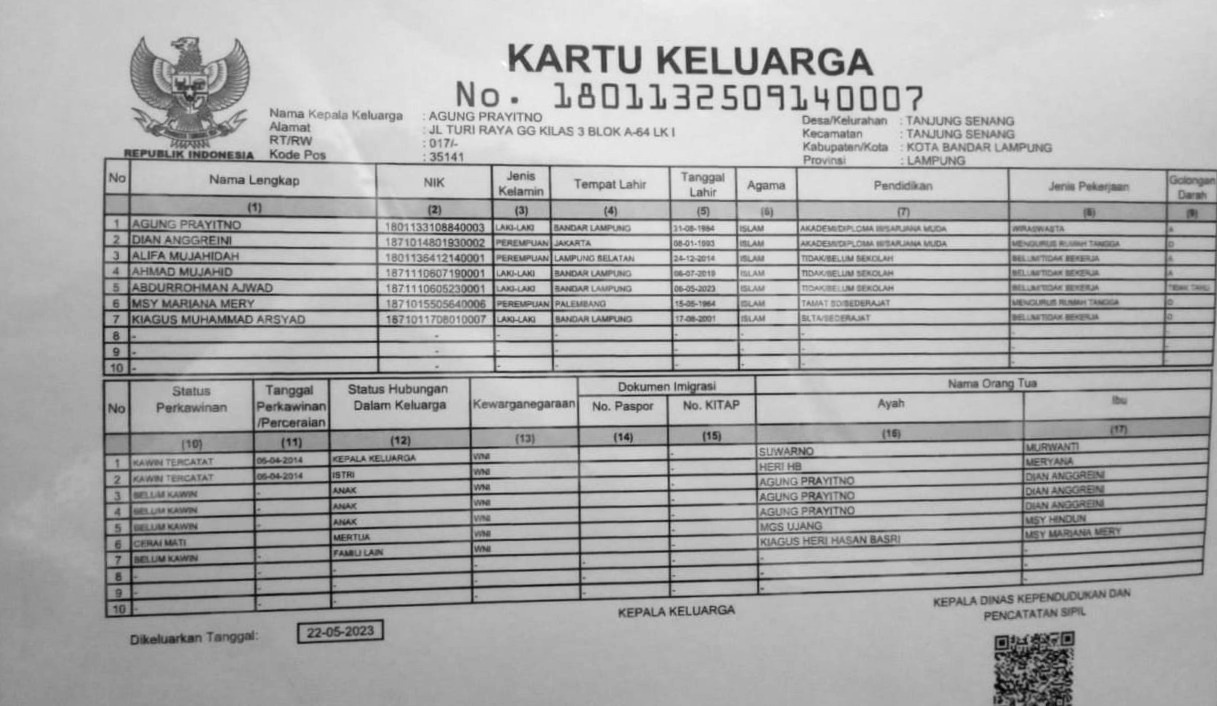 KARTU KELUARGA
No. 1801132509140007
REPUBLIK INDONESIA
Nama Kepala Keluarga : AGUNG PRAYITNO
Alamat : JL TURI RAYA GG KILAS 3 BLOK A-64 LK I
RT/RW : 017/-
Kode Pos : 35141
Desa/Kelurahan : TANJUNG SENANG
Kecamatan : TANJUNG SENANG
Kabupaten/Kota : KOTA BANDAR LAMPUNG
Provinsi : LAMPUNG
No Nama Lengkap NIK Jenis Kelamin Tempat Lahir Tanggal Lahir Agama Pendidikan Jenis Pekerjaan Golongan Darah
(1) (2) (3) (4) (5) (6) (7) (8) (9)
1 AGUNG PRAYITNO 1801133108840003 LAKI-LAKI BANDAR LAMPUNG 31-08-1984 ISLAM AKADEMI/DIPLOMA III/SARJANA MUDA WIRASWASTA A
2 DIAN ANGGREINI 1871014801930002 PEREMPUAN JAKARTA 08-01-1993 ISLAM AKADEMI/DIPLOMA III/SARJANA MUDA MENGURUS RUMAH TANGGA O
3 ALIFA MUJAHIDAH 1801136412140001 PEREMPUAN LAMPUNG SELATAN 24-12-2014 ISLAM TIDAK/BELUM SEKOLAH BELUM/TIDAK BEKERJA A
4 AHMAD MUJAHID 1871110607190001 LAKI-LAKI BANDAR LAMPUNG 06-07-2019 ISLAM TIDAK/BELUM SEKOLAH BELUM/TIDAK BEKERJA A
5 ABDURROHMAN AJWAD 1871110605230001 LAKI-LAKI BANDAR LAMPUNG 06-05-2023 ISLAM TIDAK/BELUM SEKOLAH BELUM/TIDAK BEKERJA TIDAK TAHU
6 MSY MARIANA MERY 1871015505640006 PEREMPUAN PALEMBANG 15-05-1964 ISLAM TAMAT SD/SEDERAJAT MENGURUS RUMAH TANGGA O
7 KIAGUS MUHAMMAD ARSYAD 1871011708010007 LAKI-LAKI BANDAR LAMPUNG 17-08-2001 ISLAM SLTA/SEDERAJAT BELUM/TIDAK BEKERJA O
8 - - - - - - - - -
9 - - - - - - - - -
10 - - - - - - - - -
No Status Perkawinan Tanggal Perkawinan /Perceraian Status Hubungan Dalam Keluarga Kewarganegaraan Dokumen Imigrasi No. Paspor No. KITAP Nama Orang Tua Ayah Ibu
(10) (11) (12) (13) (14) (15) (16) (17)
1 KAWIN TERCATAT 06-04-2014 KEPALA KELUARGA WNI - SUWARNO MURWANTI
2 KAWIN TERCATAT 06-04-2014 ISTRI WNI - HERI HB MERYANA
3 BELUM KAWIN - ANAK WNI - AGUNG PRAYITNO DIAN ANGGREINI
4 BELUM KAWIN - ANAK WNI - AGUNG PRAYITNO DIAN ANGGREINI
5 BELUM KAWIN - ANAK WNI - AGUNG PRAYITNO DIAN ANGGREINI
6 CERAI MATI - MERTUA WNI - MGS UJANG MSY HINDUN
7 BELUM KAWIN - FAMILI LAIN WNI - KIAGUS HERI HASAN BASRI MSY MARIANA MERY
8 - - - - - -
9 - - - - - -
10 - - - - - -
Dikeluarkan Tanggal: 22-05-2023
KEPALA KELUARGA
KEPALA DINAS KEPENDUDUKAN DAN
PENCATATAN SIPIL